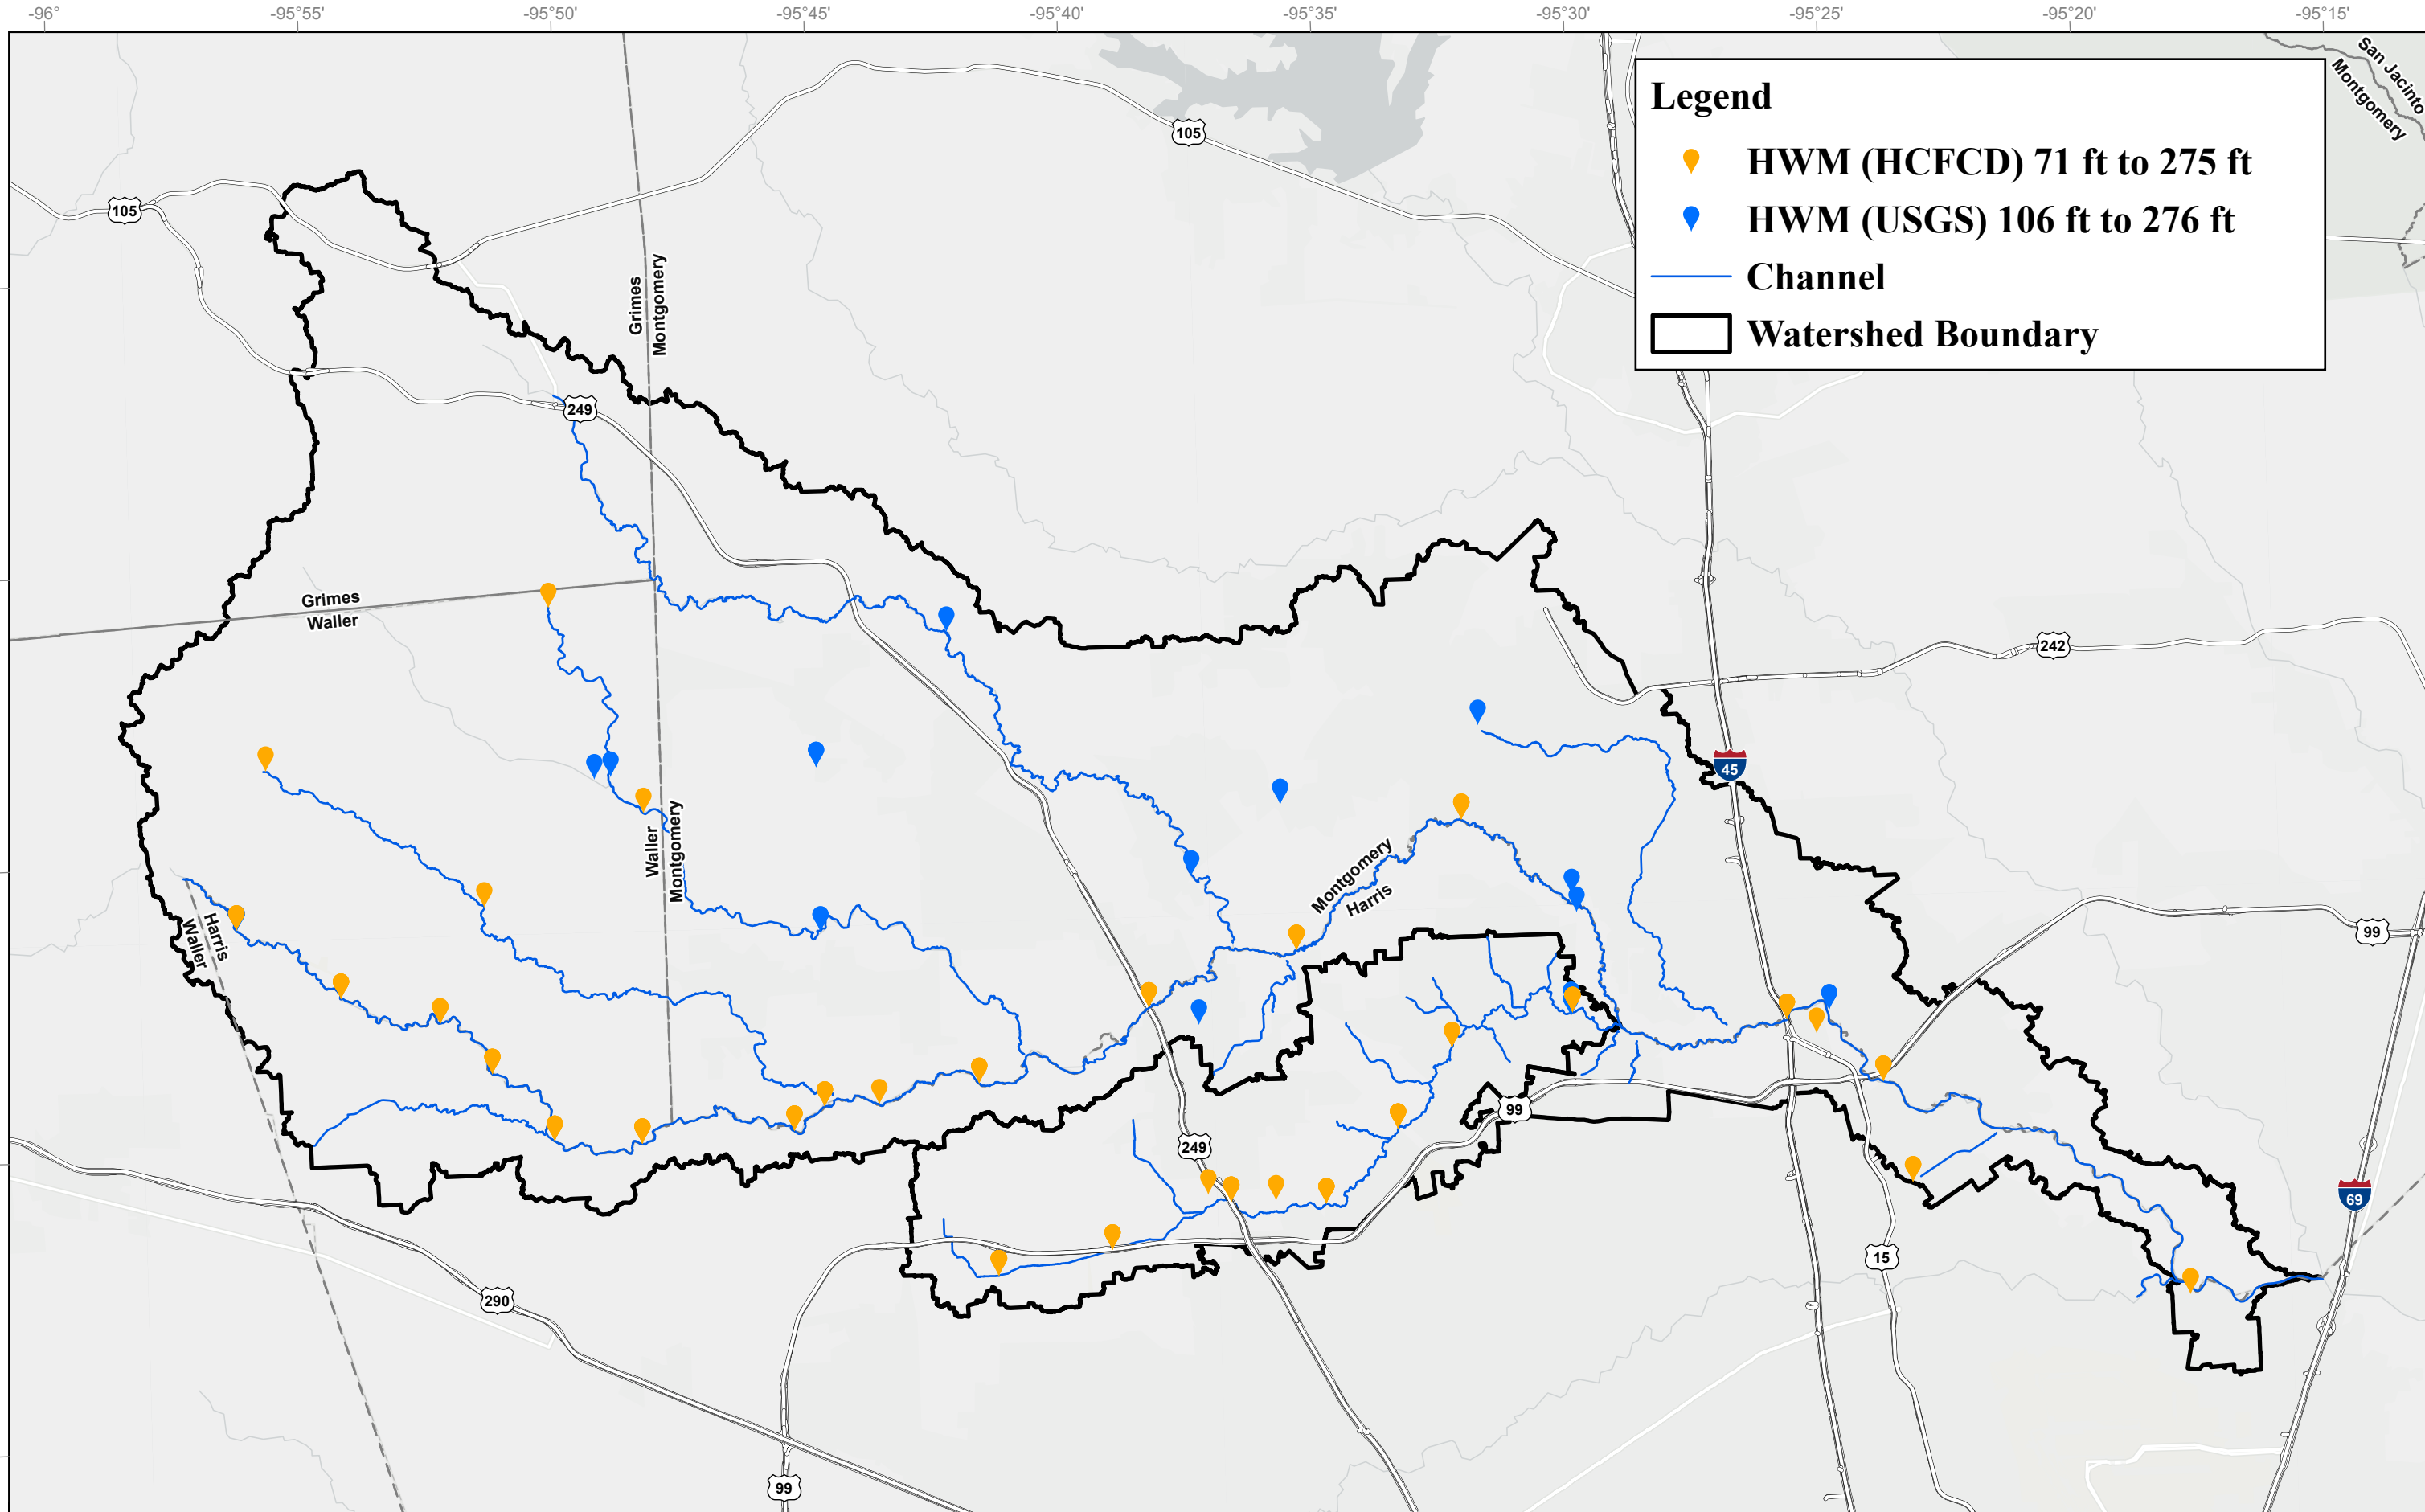 -96°
-95°55'
-95°50'
-95°45'
-95°40'
-95°35'
-95°30'
-95°25'
-95°20'
-95°15'
San Jacinto
Montgomery
Legend
HWM (HCFCD) 71 ft to 275 ft
HWM (USGS) 106 ft to 276 ft
Channel
Watershed Boundary
105
105
Grimes
Montgomery
249
Grimes
Waller
242
45
Waller
Montgomery
Montgomery
Harris
Harris
Waller
99
99
249
69
15
290
99